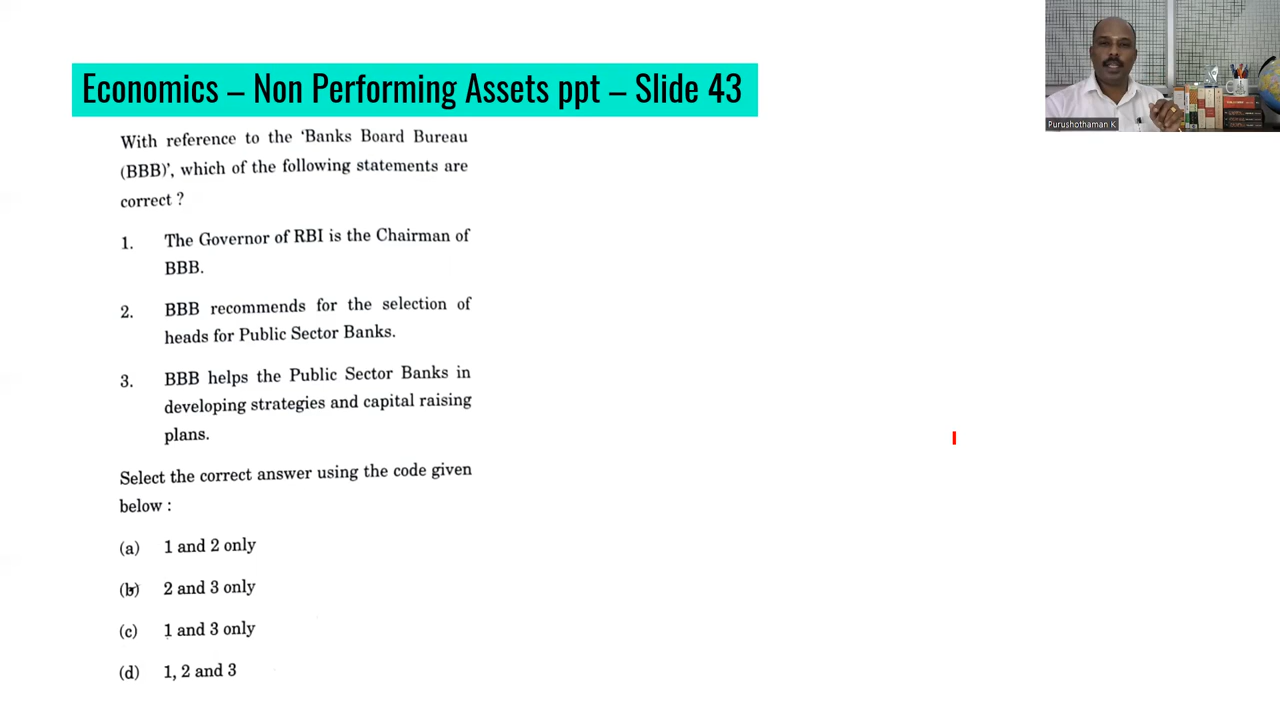 Economics – Non Performing Assets ppt – Slide 43
Purushothaman K
With reference to the 'Banks Board Bureau
(BBB)', which of the following statements are
correct ?
1. The Governor of RBI is the Chairman of
BBB.
2. BBB recommends for the selection of
heads for Public Sector Banks.
3. BBB helps the Public Sector Banks in
developing strategies and capital raising
plans.
Select the correct answer using the code given
below :
(a) 1 and 2 only
(b) 2 and 3 only
(c) 1 and 3 only
(d) 1, 2 and 3